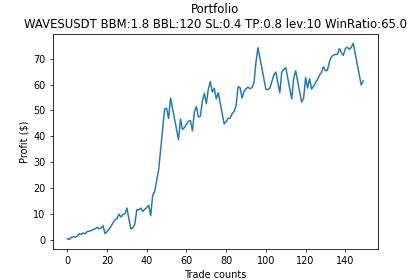 Portfolio
WAVESUSDT BBM:1.8 BBL:120 SL:0.4 TP:0.8 lev:10 WinRatio:65.0
Profit ($)
70
60
50
40
30
20
10
0
0 20 40 60 80 100 120 140
Trade counts